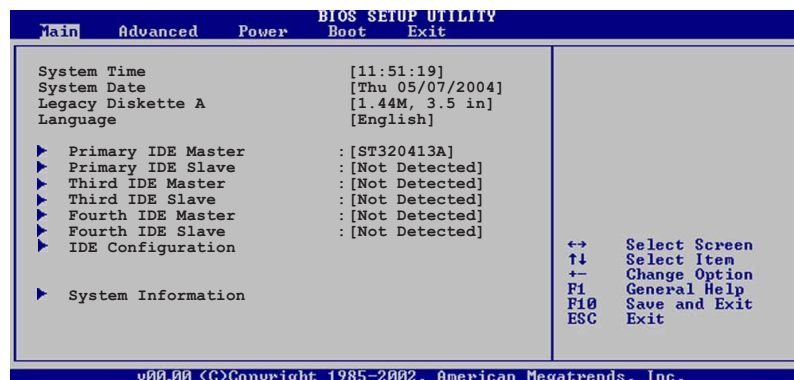 BIOS SETUP UTILITY
Main Advanced Power Boot Exit
System Time [11:51:19]
System Date [Thu 05/07/2004]
Legacy Diskette A [1.44M, 3.5 in]
Language [English]
Primary IDE Master :[ST320413A]
Primary IDE Slave :[Not Detected]
Third IDE Master :[Not Detected]
Third IDE Slave :[Not Detected]
Fourth IDE Master :[Not Detected]
Fourth IDE Slave :[Not Detected]
IDE Configuration
System Information
↔ Select Screen
↑↓ Select Item
+- Change Option
F1 General Help
F10 Save and Exit
ESC Exit
v00.00 (C)Copyright 1985-2002, American Megatrends, Inc.